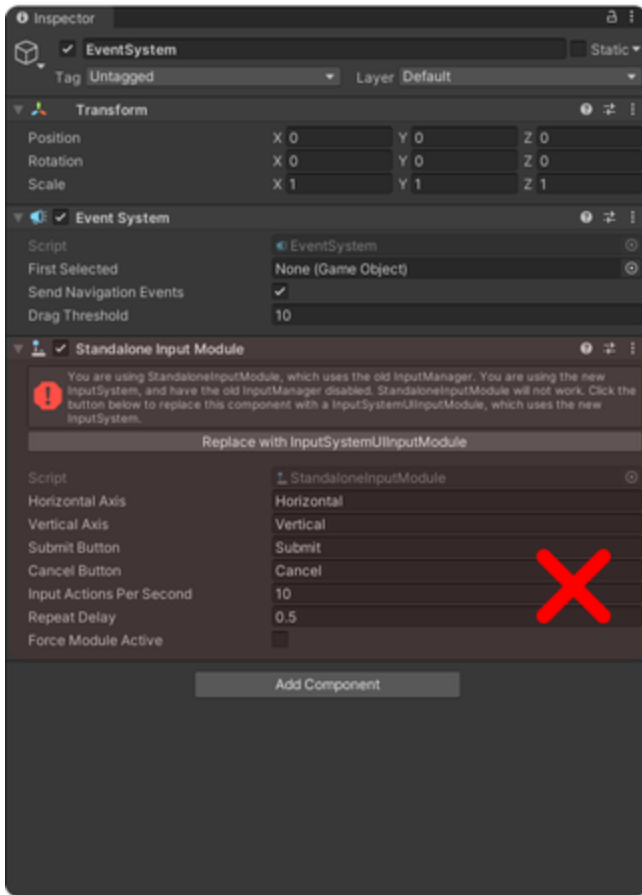 Inspector
EventSystem Static
Tag Untagged Layer Default
Transform
Position X 0 Y 0 Z 0
Rotation X 0 Y 0 Z 0
Scale X 1 Y 1 Z 1
Event System
Script EventSystem
First Selected None (Game Object)
Send Navigation Events
Drag Threshold 10
Standalone Input Module
You are using StandaloneInputModule, which uses the old InputManager. You are using the new
InputSystem, and have the old InputManager disabled. StandaloneInputModule will not work. Click the
button below to replace this component with a InputSystemUIInputModule, which uses the new
InputSystem.
Replace with InputSystemUIInputModule
Script StandaloneInputModule
Horizontal Axis Horizontal
Vertical Axis Vertical
Submit Button Submit
Cancel Button Cancel
Input Actions Per Second 10
Repeat Delay 0.5
Force Module Active
Add Component